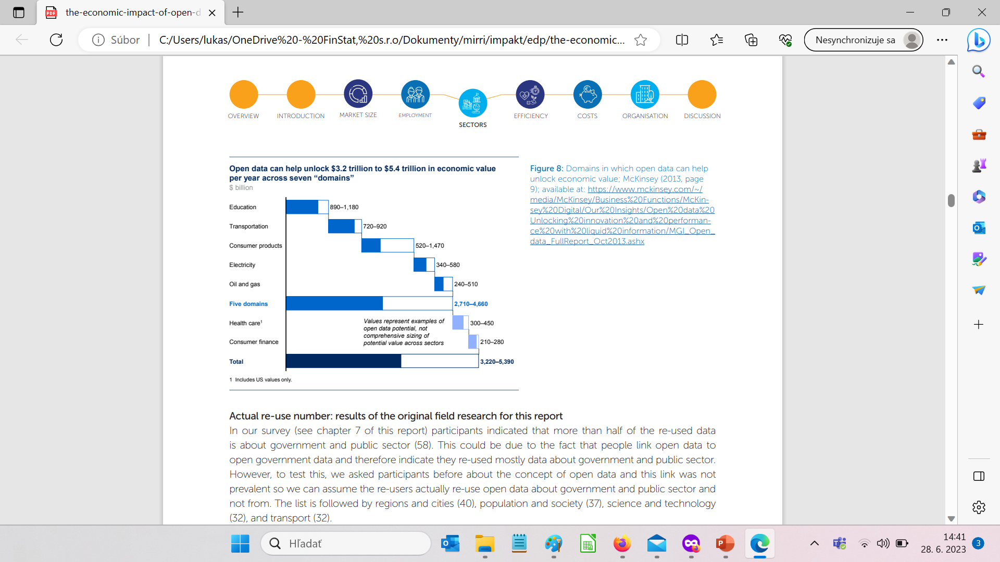 the-economic-impact-of-open-d
Súbor
C:/Users/lukas/OneDrive%20-%20FinStat,%20s.r.o/Dokumenty/mirri/impakt/edp/the-economic...
Nesynchronizuje sa
OVERVIEW
INTRODUCTION
MARKET SIZE
EMPLOYMENT
SECTORS
EFFICIENCY
COSTS
ORGANISATION
DISCUSSION
Open data can help unlock $3.2 trillion to $5.4 trillion in economic value
per year across seven “domains”
$ billion
Education 890–1,180
Transportation 720–920
Consumer products 520–1,470
Electricity 340–580
Oil and gas 240–510
Five domains 2,710–4,660
Health care¹ 300–450
Consumer finance 210–280
Total 3,220–5,390
Values represent examples of
open data potential, not
comprehensive sizing of
potential value across sectors
1 Includes US values only.
Figure 8: Domains in which open data can help
unlock economic value; McKinsey (2013, page
9); available at: https://www.mckinsey.com/~/
media/McKinsey/Business%20Functions/McKin-
sey%20Digital/Our%20Insights/Open%20data%20
Unlocking%20innovation%20and%20performan-
ce%20with%20liquid%20information/MGI_Open_
data_FullReport_Oct2013.ashx
Actual re-use number: results of the original field research for this report
In our survey (see chapter 7 of this report) participants indicated that more than half of the re-used data
is about government and public sector (58). This could be due to the fact that people link open data to
open government data and therefore indicate they re-used mostly data about government and public sector.
However, to test this, we asked participants before about the concept of open data and this link was not
prevalent so we can assume the re-users actually re-use open data about government and public sector and
not from. The list is followed by regions and cities (40), population and society (37), science and technology
(32), and transport (32).
Hľadať
14:41
28. 6. 2023
3